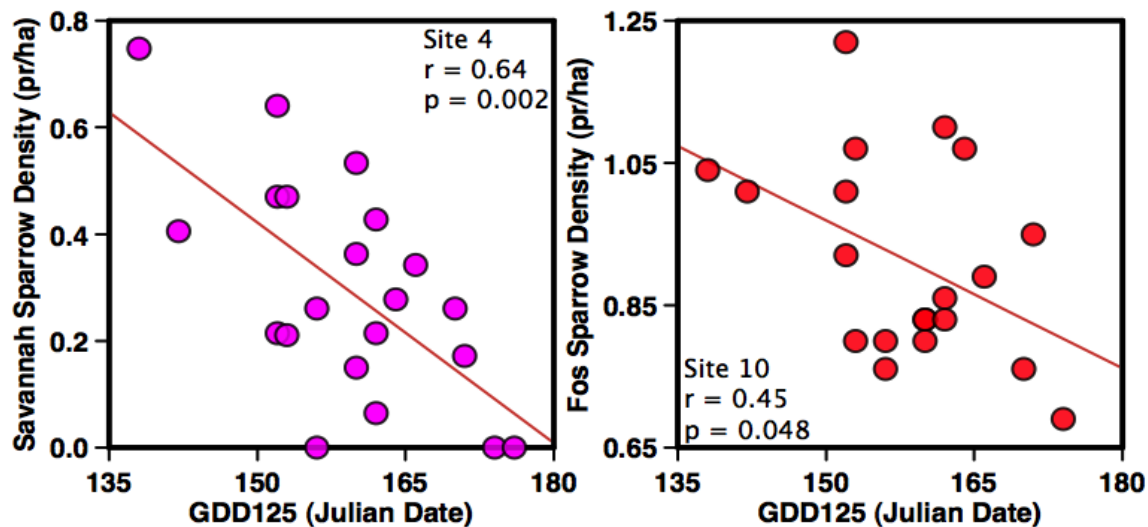 Savannah Sparrow Density (pr/ha)
0.8
0.6
0.4
0.2
0.0
Site 4
r = 0.64
p = 0.002
135
150
165
180
GDD125 (Julian Date)
Fos Sparrow Density (pr/ha)
1.25
1.05
0.85
0.65
Site 10
r = 0.45
p = 0.048
135
150
165
180
GDD125 (Julian Date)